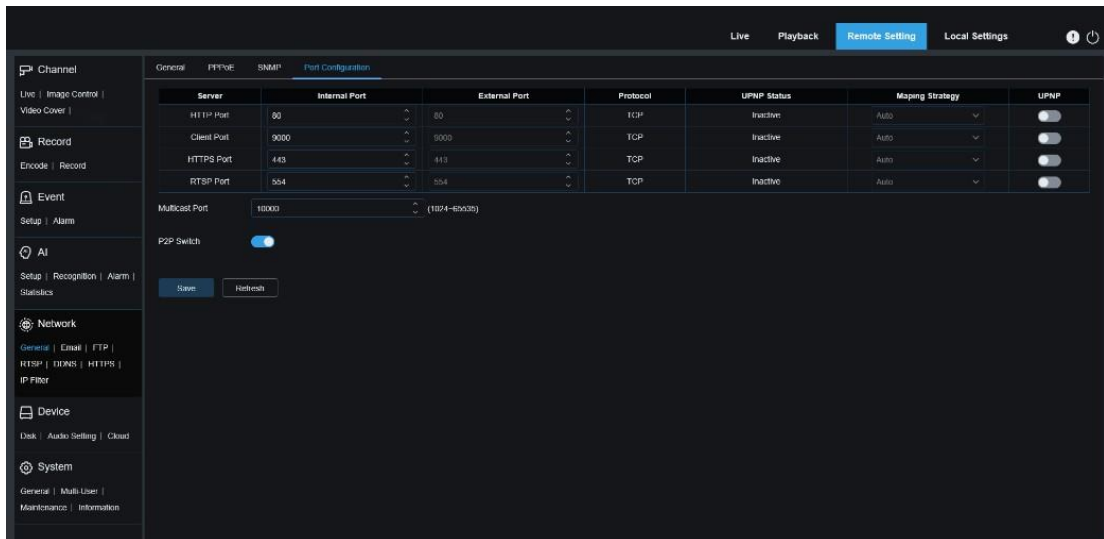 Live Playback Remote Setting Local Settings
Channel
Live | Image Control |
Video Cover |
Record
Encode | Record
Event
Setup | Alarm
AI
Setup | Recognition | Alarm |
Statistics
Network
General | Email | FTP |
RTSP | DDNS | HTTPS |
IP Filter
Device
Disk | Audio Setting | Cloud
System
General | Multi-User |
Maintenance | Information
General PPPoE SNMP Port Configuration
Server Internal Port External Port Protocol UPNP Status Maping Strategy UPNP
HTTP Port 80 80 TCP Inactive Auto
Client Port 9000 9000 TCP Inactive Auto
HTTPS Port 443 443 TCP Inactive Auto
RTSP Port 554 554 TCP Inactive Auto
Multicast Port 10000 (1024~65535)
P2P Switch
Save Refresh